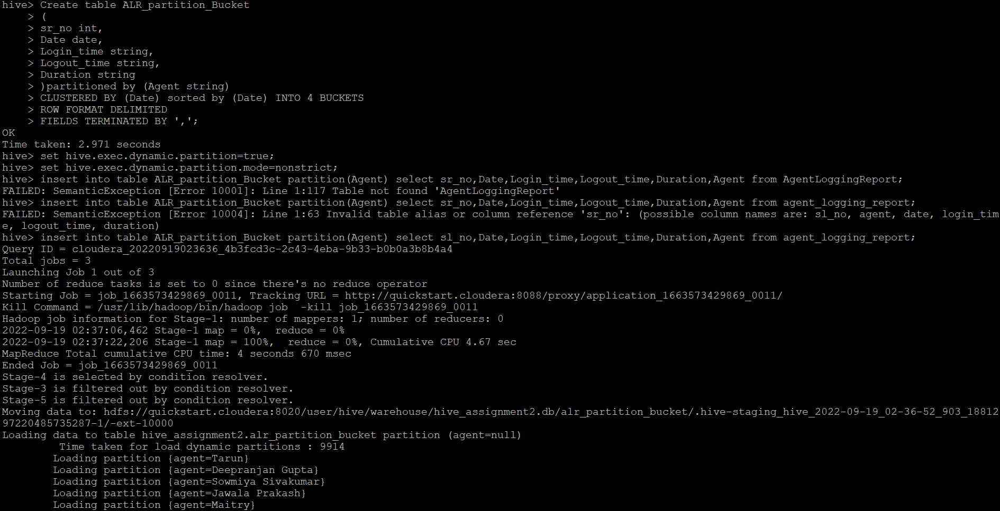 hive> Create table ALR_partition_Bucket
    > (
    > sr_no int,
    > Date date,
    > Login_time string,
    > Logout_time string,
    > Duration string
    > )partitioned by (Agent string)
    > CLUSTERED BY (Date) sorted by (Date) INTO 4 BUCKETS
    > ROW FORMAT DELIMITED
    > FIELDS TERMINATED BY ',';
OK
Time taken: 2.971 seconds
hive> set hive.exec.dynamic.partition=true;
hive> set hive.exec.dynamic.partition.mode=nonstrict;
hive> insert into table ALR_partition_Bucket partition(Agent) select sr_no,Date,Login_time,Logout_time,Duration,Agent from AgentLoggingReport;
FAILED: SemanticException [Error 10001]: Line 1:117 Table not found 'AgentLoggingReport'
hive> insert into table ALR_partition_Bucket partition(Agent) select sr_no,Date,Login_time,Logout_time,Duration,Agent from agent_logging_report;
FAILED: SemanticException [Error 10004]: Line 1:63 Invalid table alias or column reference 'sr_no': (possible column names are: sl_no, agent, date, login_tim
e, logout_time, duration)
hive> insert into table ALR_partition_Bucket partition(Agent) select sl_no,Date,Login_time,Logout_time,Duration,Agent from agent_logging_report;
Query ID = cloudera_20220919023636_4b3fcd3c-2c43-4eba-9b33-b0b0a3b8b4a4
Total jobs = 3
Launching Job 1 out of 3
Number of reduce tasks is set to 0 since there's no reduce operator
Starting Job = job_1663573429869_0011, Tracking URL = http://quickstart.cloudera:8088/proxy/application_1663573429869_0011/
Kill Command = /usr/lib/hadoop/bin/hadoop job  -kill job_1663573429869_0011
Hadoop job information for Stage-1: number of mappers: 1; number of reducers: 0
2022-09-19 02:37:06,462 Stage-1 map = 0%,  reduce = 0%
2022-09-19 02:37:22,206 Stage-1 map = 100%,  reduce = 0%, Cumulative CPU 4.67 sec
MapReduce Total cumulative CPU time: 4 seconds 670 msec
Ended Job = job_1663573429869_0011
Stage-4 is selected by condition resolver.
Stage-3 is filtered out by condition resolver.
Stage-5 is filtered out by condition resolver.
Moving data to: hdfs://quickstart.cloudera:8020/user/hive/warehouse/hive_assignment2.db/alr_partition_bucket/.hive-staging_hive_2022-09-19_02-36-52_903_18812
97220485735287-1/-ext-10000
Loading data to table hive_assignment2.alr_partition_bucket partition (agent=null)
         Time taken for load dynamic partitions : 9914
        Loading partition {agent=Tarun}
        Loading partition {agent=Deepranjan Gupta}
        Loading partition {agent=Sowmiya Sivakumar}
        Loading partition {agent=Jawala Prakash}
        Loading partition {agent=Maitry}